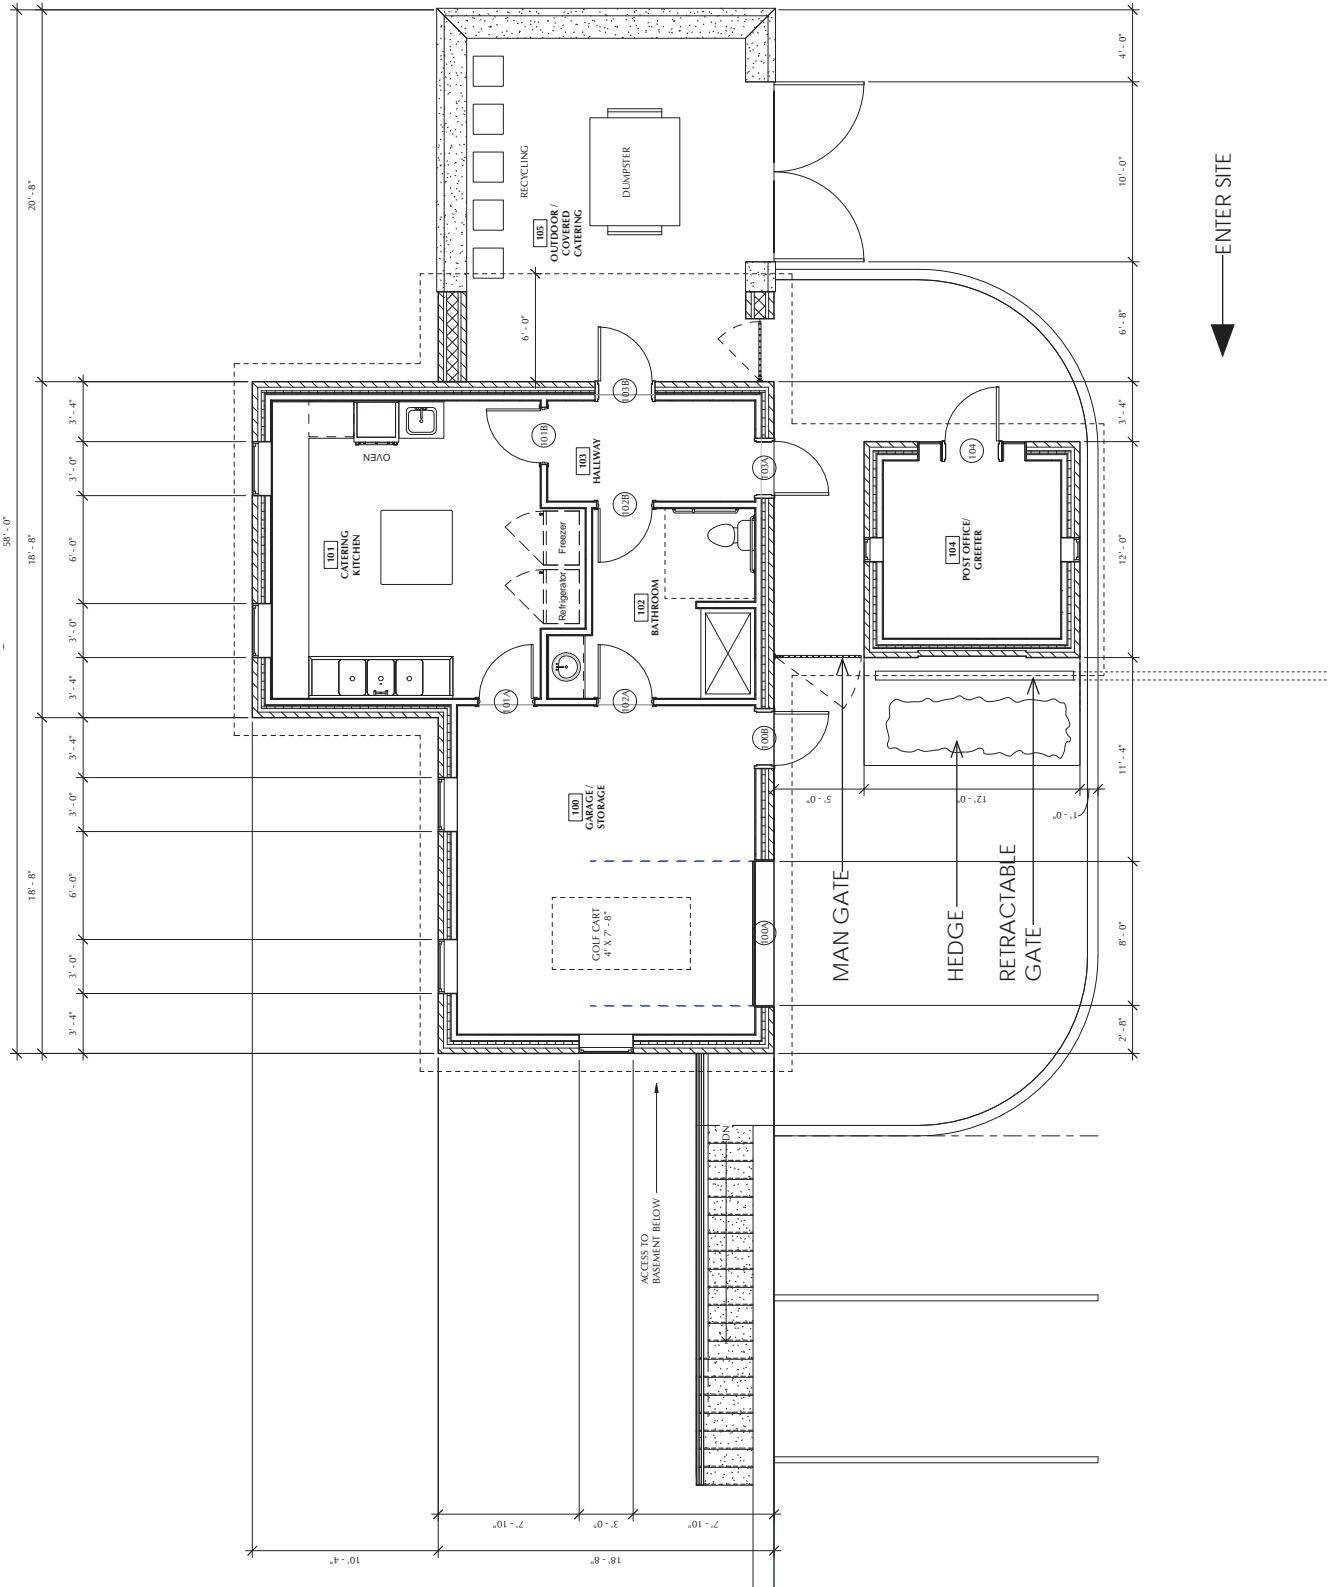 58' - 0"
20' - 8"
18' - 8"
18' - 8"
3' - 4"
3' - 0"
6' - 0"
3' - 0"
3' - 4"
3' - 4"
3' - 0"
6' - 0"
3' - 0"
3' - 4"
RECYCLING
DUMPSTER
105
OUTDOOR /
COVERED
CATERING
6' - 0"
4' - 0"
10' - 0"
6' - 8"
3' - 4"
12' - 0"
11' - 4"
8' - 0"
2' - 8"
ENTER SITE
OVEN
101
CATERING
KITCHEN
101B
103
HALLWAY
103B
103A
102B
Freezer
Refrigerator
102
BATHROOM
101A
102A
100B
104
104
POST OFFICE/
GREETER
100
GARAGE/
STORAGE
GOLF CART
4' X 7' - 8"
100A
5' - 0"
12' - 0"
1' - 0"
MAN GATE
HEDGE
RETRACTABLE
GATE
DN
ACCESS TO
BASEMENT BELOW
7' - 10"
3' - 0"
7' - 10"
10' - 4"
18' - 8"